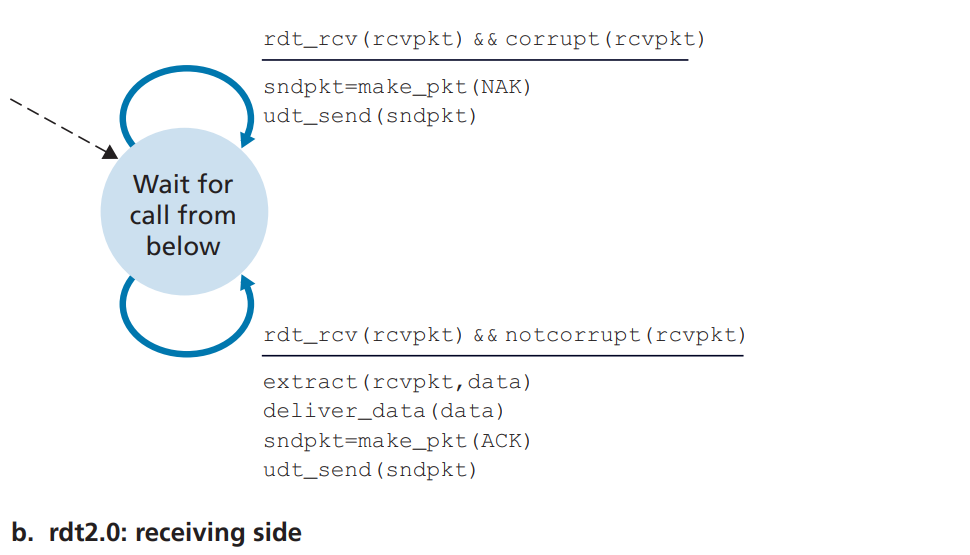 rdt_rcv(rcvpkt) && corrupt(rcvpkt)
sndpkt=make_pkt(NAK)
udt_send(sndpkt)
Wait for
call from
below
rdt_rcv(rcvpkt) && notcorrupt(rcvpkt)
extract(rcvpkt,data)
deliver_data(data)
sndpkt=make_pkt(ACK)
udt_send(sndpkt)
b. rdt2.0: receiving side